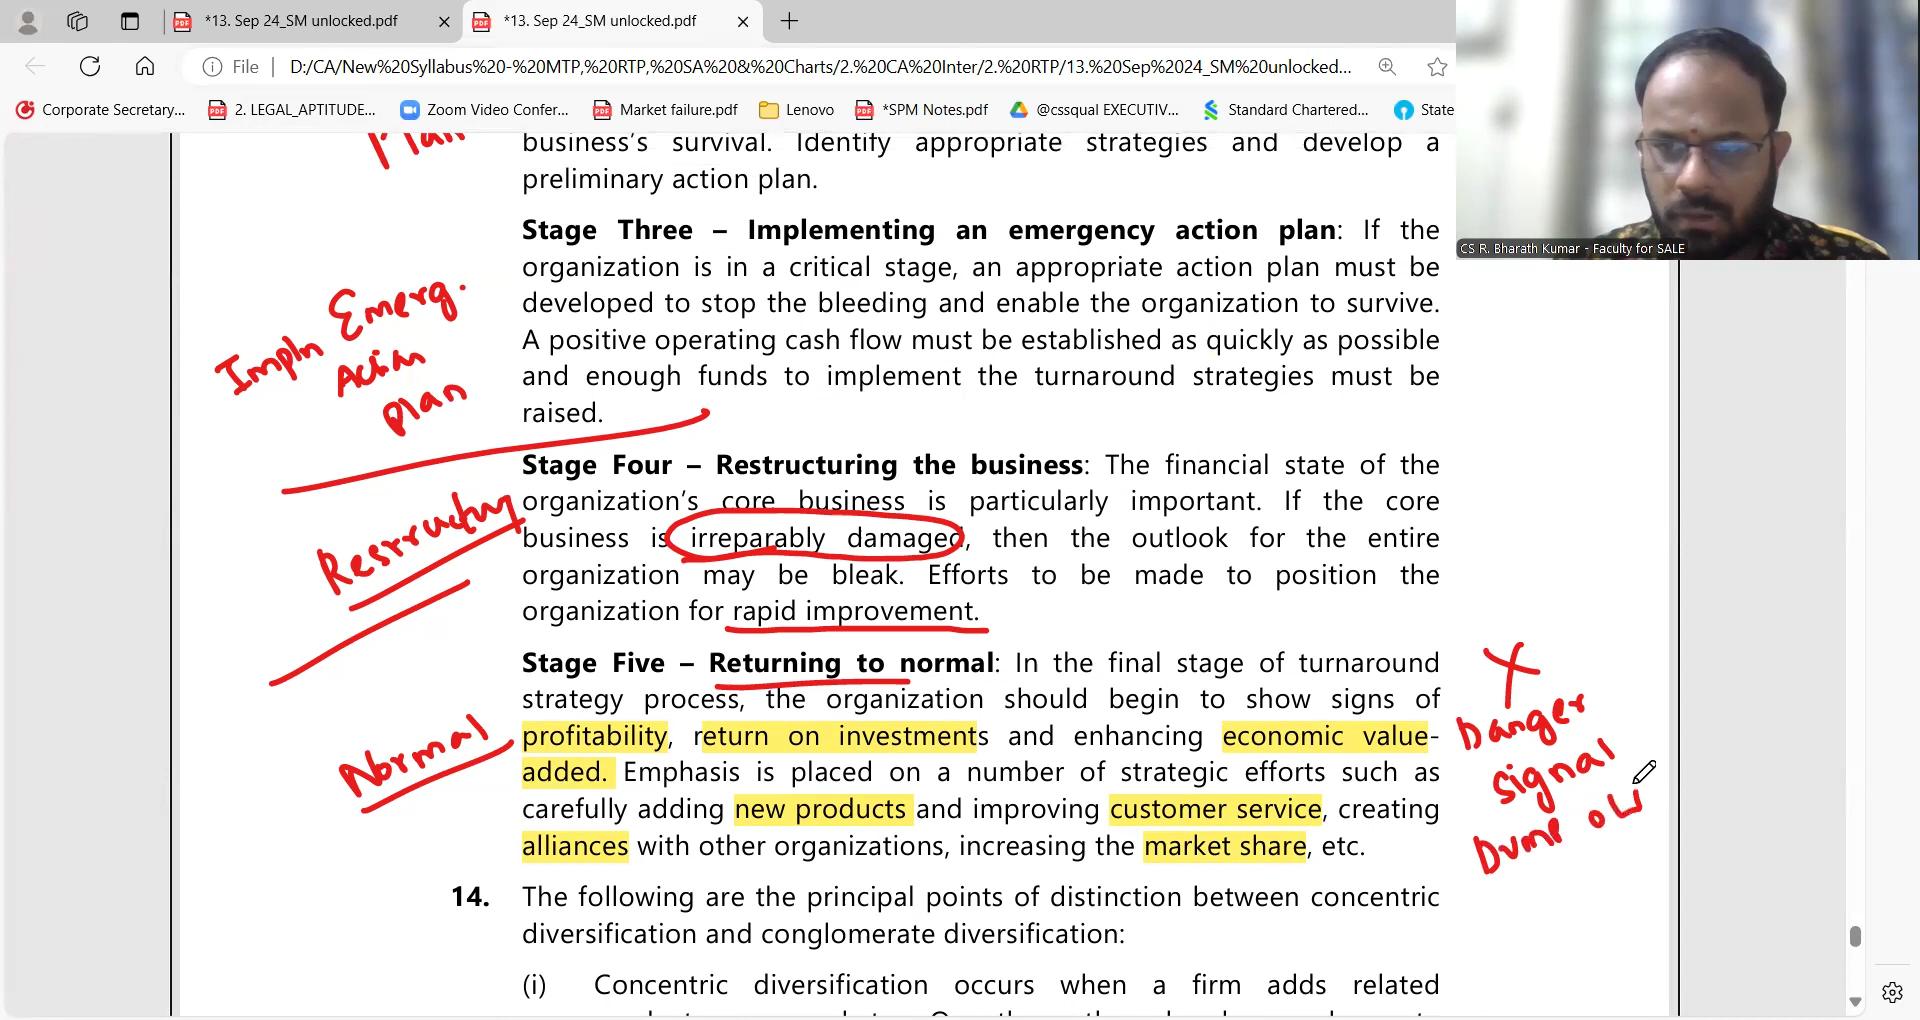 *13. Sep 24_SM unlocked.pdf
*13. Sep 24_SM unlocked.pdf
File
D:/CA/New%20Syllabus%20-%20MTP,%20RTP,%20SA%20&%20Charts/2.%20CA%20Inter/2.%20RTP/13.%20Sep%2024_SM%20unlocked...
Corporate Secretary...
2. LEGAL_APTITUDE...
Zoom Video Confer...
Market failure.pdf
Lenovo
*SPM Notes.pdf
@cssqual EXECUTIV...
Standard Chartered...
State
CS R. Bharath Kumar - Faculty for SALE
Plan
business's survival. Identify appropriate strategies and develop a
preliminary action plan.
Stage Three – Implementing an emergency action plan: If the
organization is in a critical stage, an appropriate action plan must be
developed to stop the bleeding and enable the organization to survive.
A positive operating cash flow must be established as quickly as possible
and enough funds to implement the turnaround strategies must be
raised.
Impln Emerg.
Action
Plan
Stage Four – Restructuring the business: The financial state of the
organization's core business is particularly important. If the core
business is irreparably damaged, then the outlook for the entire
organization may be bleak. Efforts to be made to position the
organization for rapid improvement.
Stage Five – Returning to normal: In the final stage of turnaround
strategy process, the organization should begin to show signs of
profitability, return on investments and enhancing economic value-
added. Emphasis is placed on a number of strategic efforts such as
carefully adding new products and improving customer service, creating
alliances with other organizations, increasing the market share, etc.
Normal
Danger
signal
14. The following are the principal points of distinction between concentric
diversification and conglomerate diversification:
(i) Concentric diversification occurs when a firm adds related